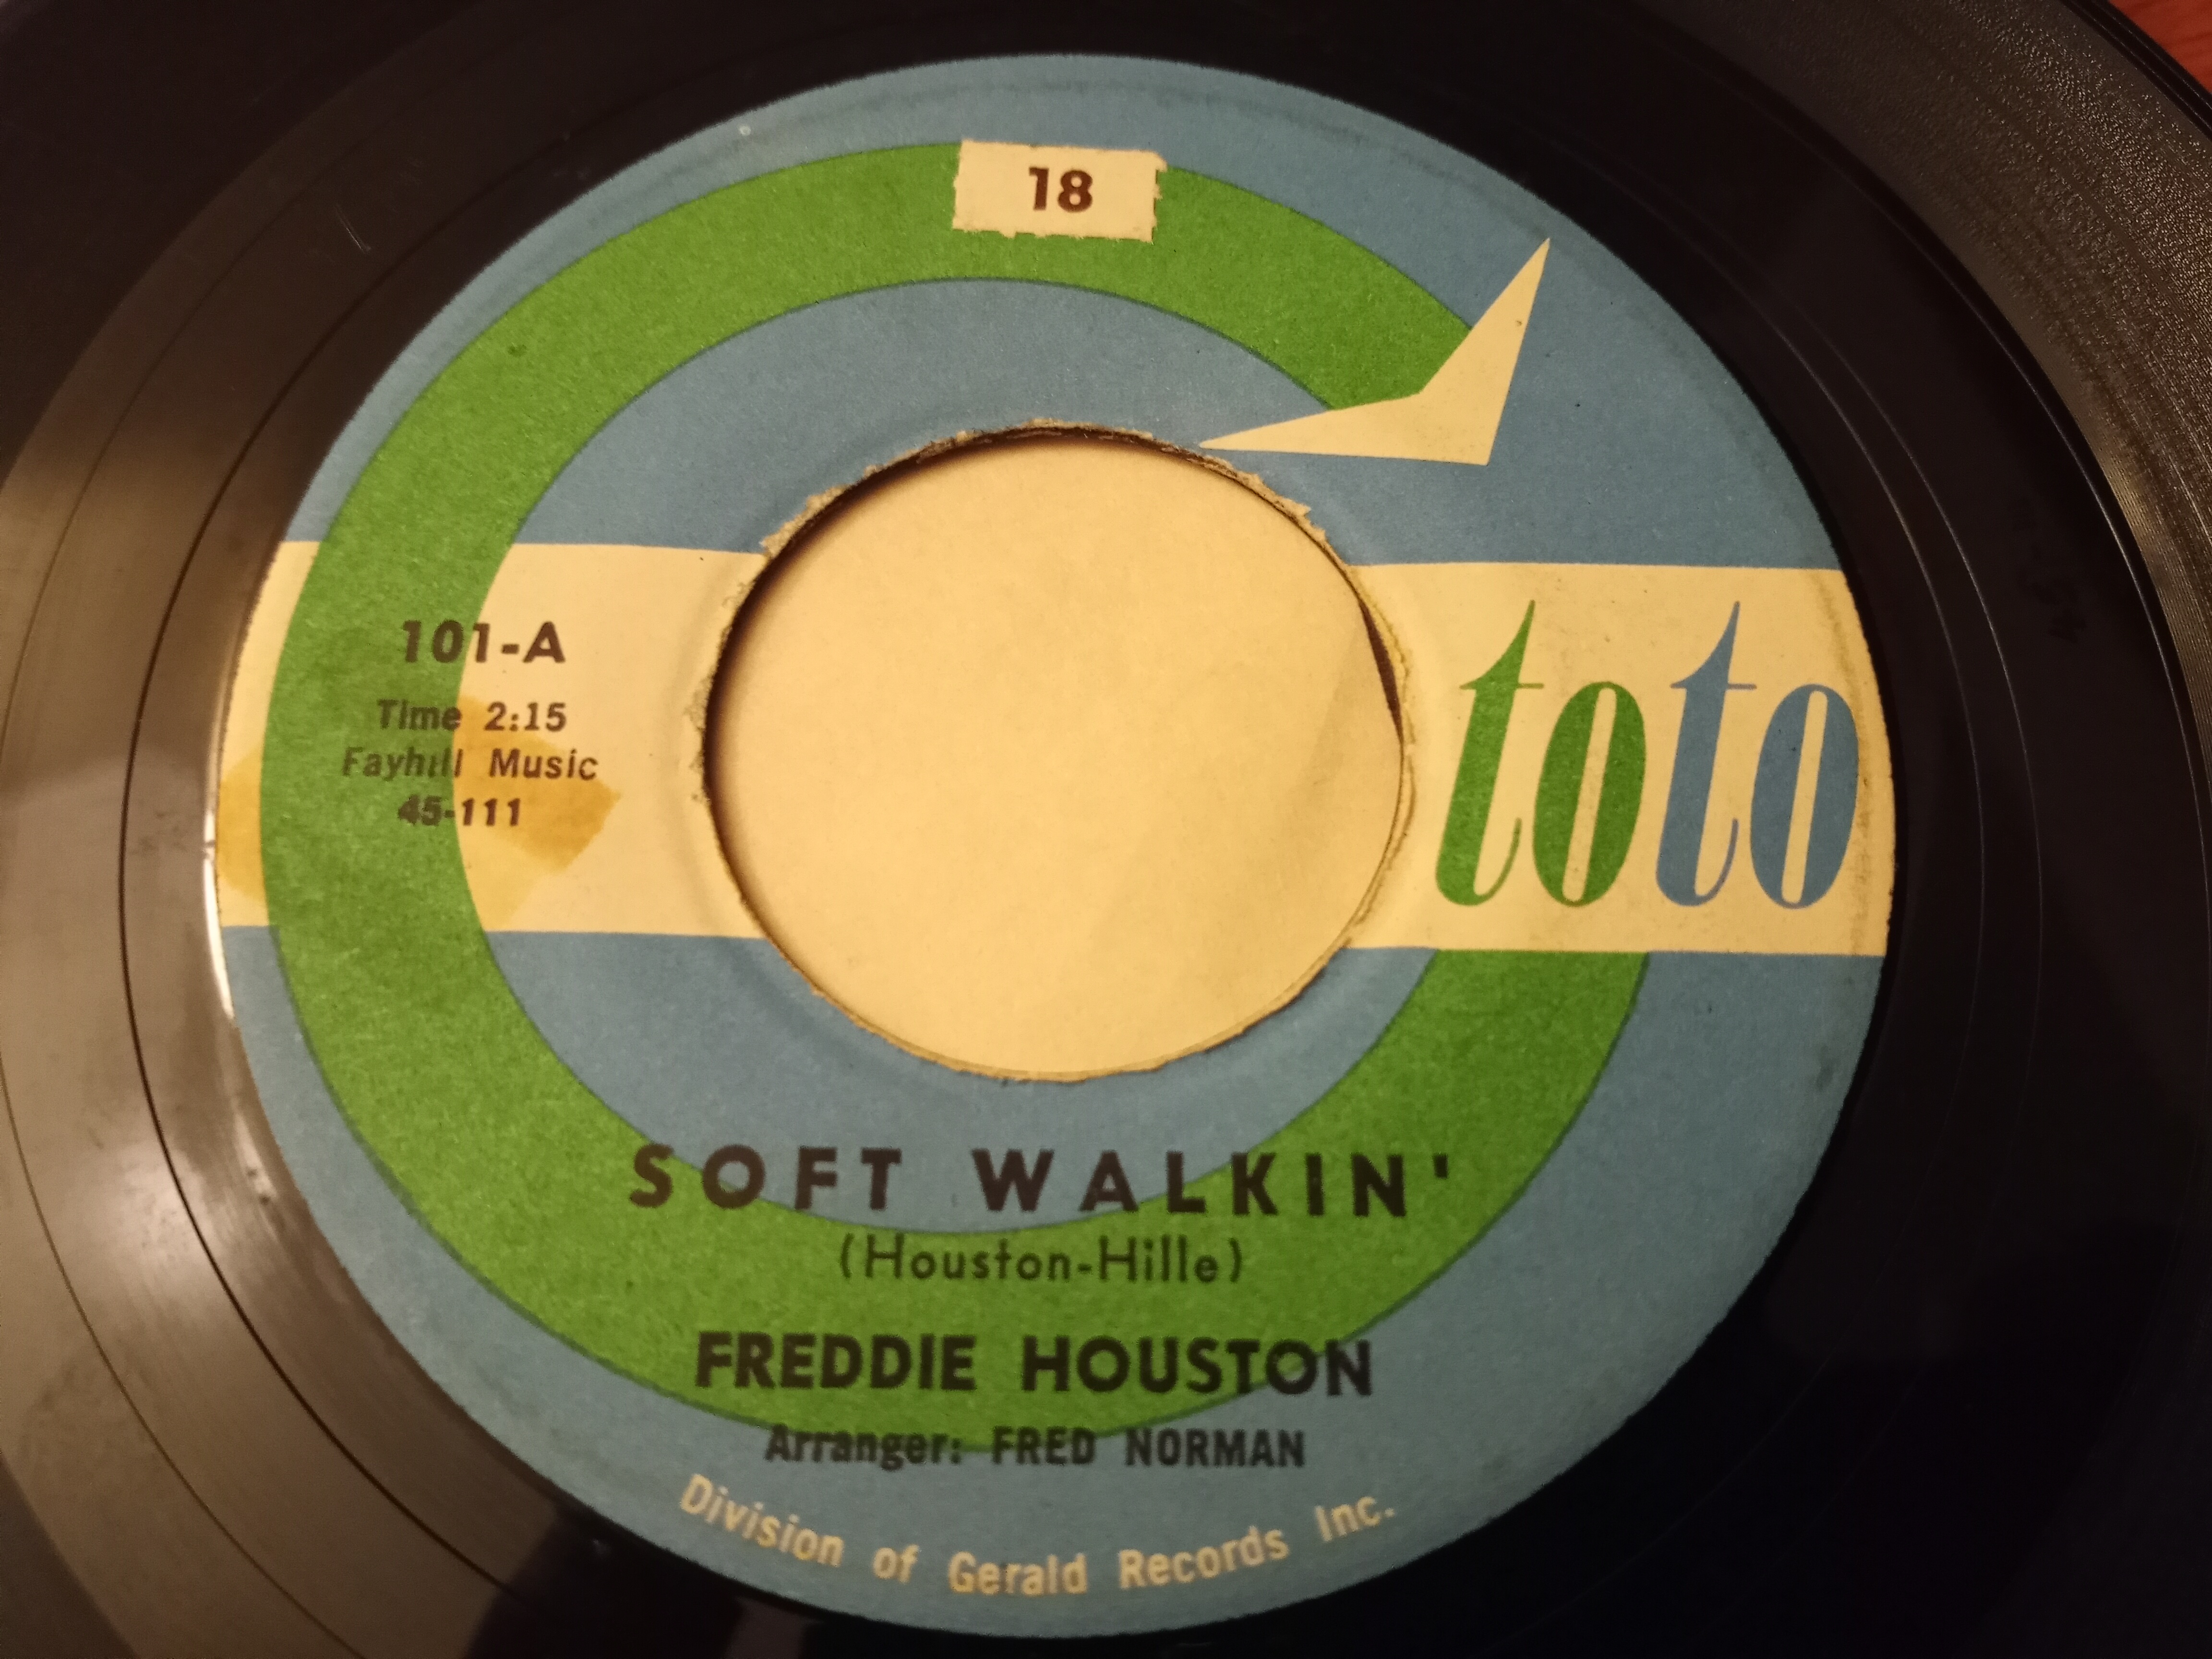 18
101-A
Time 2:15
Fayhill Music
45-111
toto
SOFT WALKIN'
(Houston-Hille)
FREDDIE HOUSTON
Arranger: FRED NORMAN
Division of Gerald Records Inc.